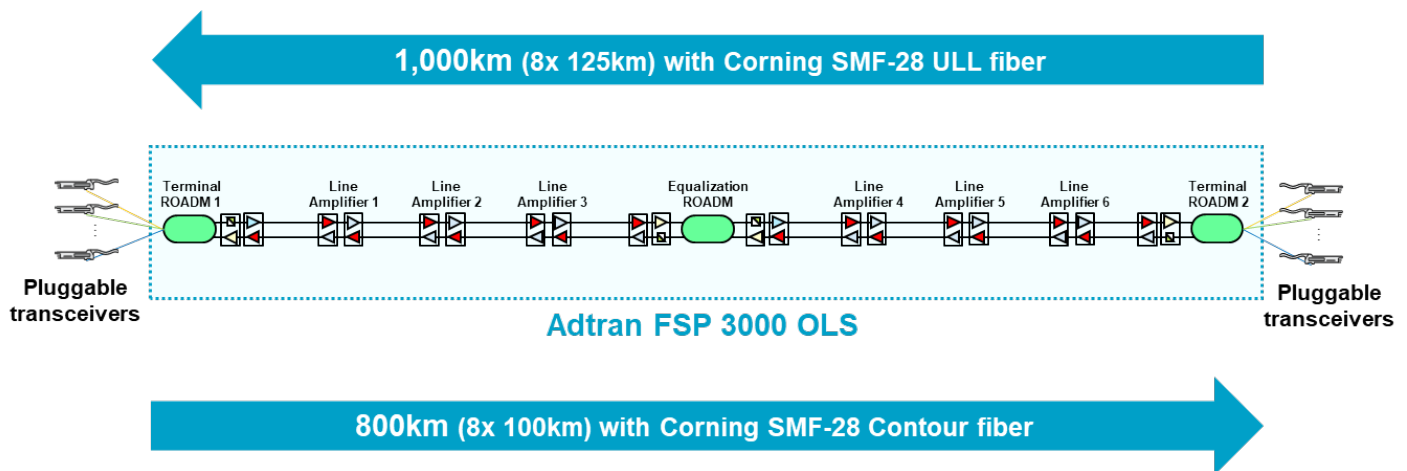 1,000km (8x 125km) with Corning SMF-28 ULL fiber
Terminal
ROADM 1
Line
Amplifier 1
Line
Amplifier 2
Line
Amplifier 3
Equalization
ROADM
Line
Amplifier 4
Line
Amplifier 5
Line
Amplifier 6
Terminal
ROADM 2
Pluggable
transceivers
Pluggable
transceivers
Adtran FSP 3000 OLS
800km (8x 100km) with Corning SMF-28 Contour fiber